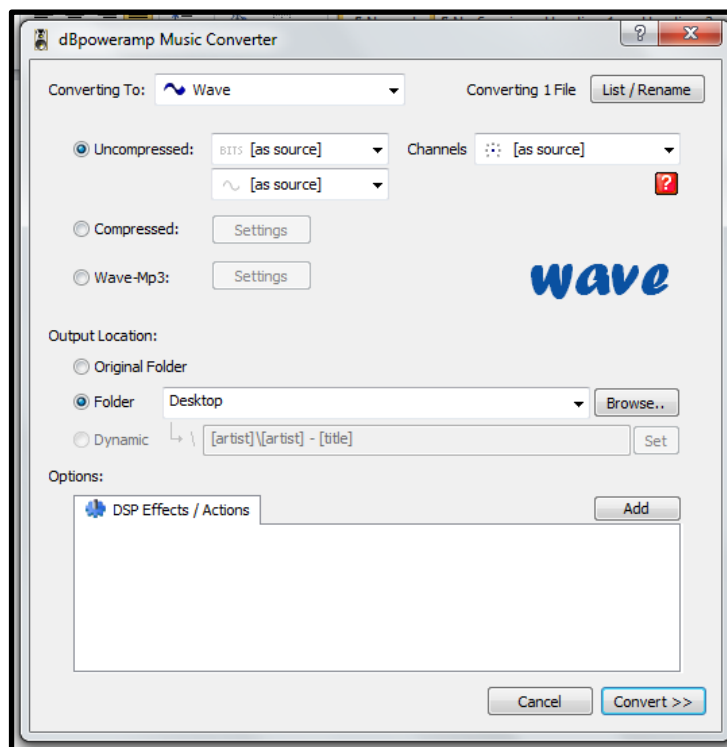 dBpoweramp Music Converter
Converting To: Wave Converting 1 File List / Rename
Uncompressed: BITS [as source] Channels [as source]
[as source] ?
Compressed: Settings
Wave-Mp3: Settings
wave
Output Location:
Original Folder
Folder Desktop Browse..
Dynamic \ [artist]\[artist] - [title] Set
Options:
DSP Effects / Actions Add
Cancel Convert >>